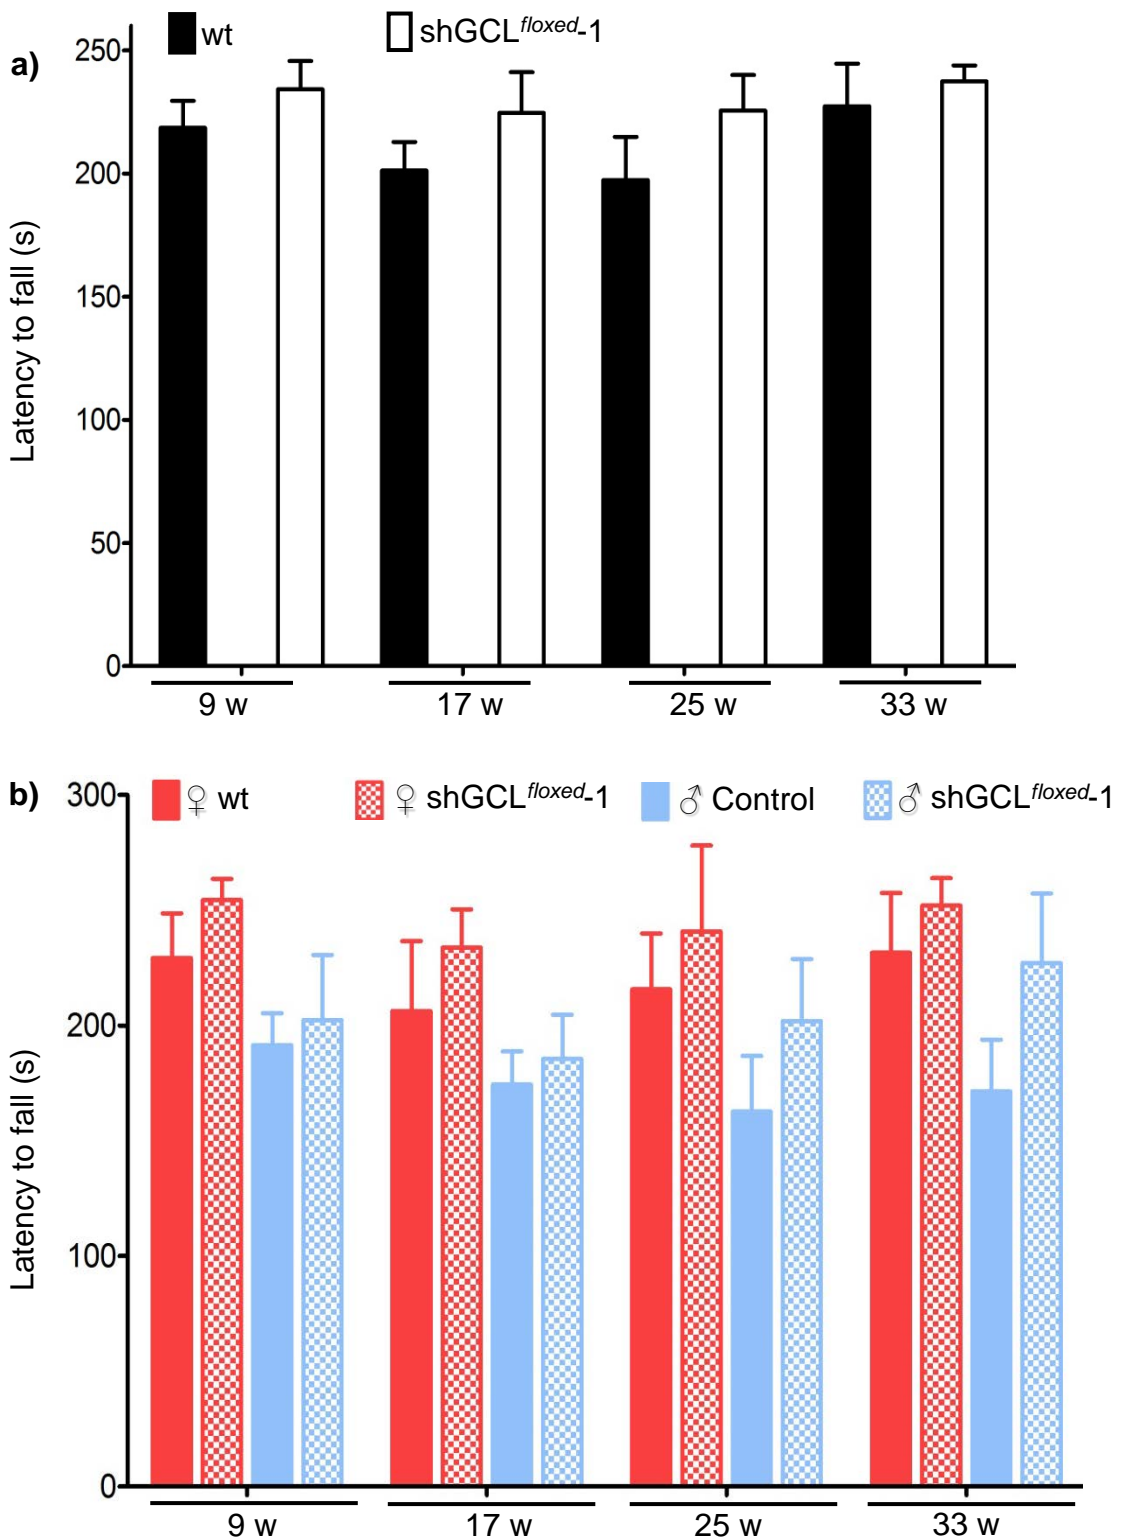 a)
wt
shGCLfloxed-1
250
200
150
100
50
0
Latency to fall (s)
9 w
17 w
25 w
33 w
b)
♀ wt
♀ shGCLfloxed-1
♂ Control
♂ shGCLfloxed-1
300
200
100
0
Latency to fall (s)
9 w
17 w
25 w
33 w